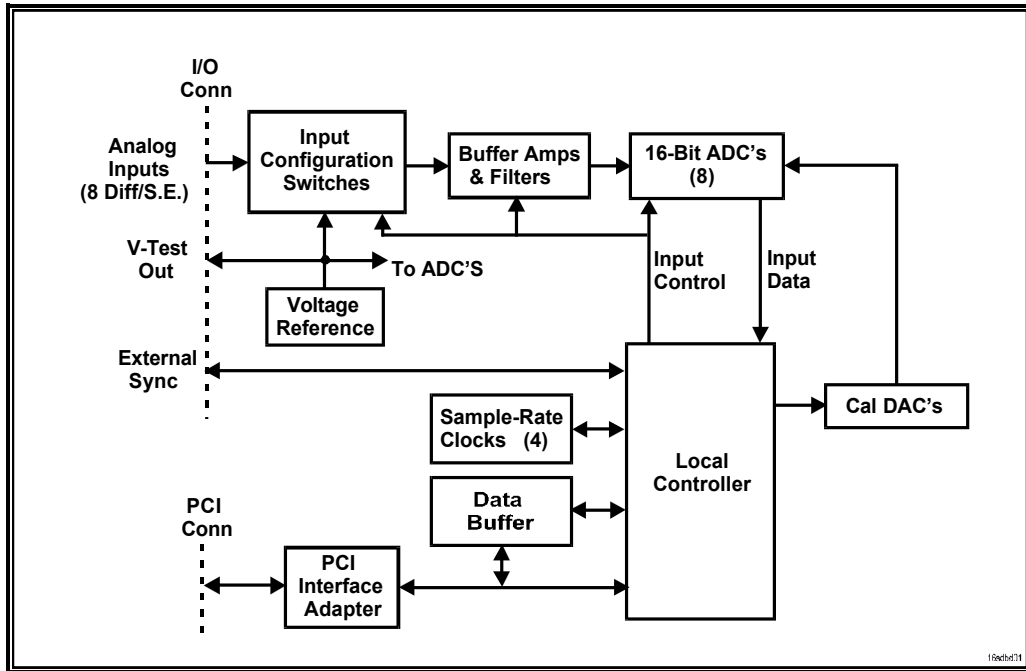 I/O
Conn
Analog
Inputs
(8 Diff/S.E.)
Input
Configuration
Switches
Buffer Amps
& Filters
16-Bit ADC's
(8)
V-Test
Out
To ADC'S
Input
Control
Input
Data
Voltage
Reference
External
Sync
Sample-Rate
Clocks (4)
Cal DAC's
Local
Controller
Data
Buffer
PCI
Conn
PCI
Interface
Adapter